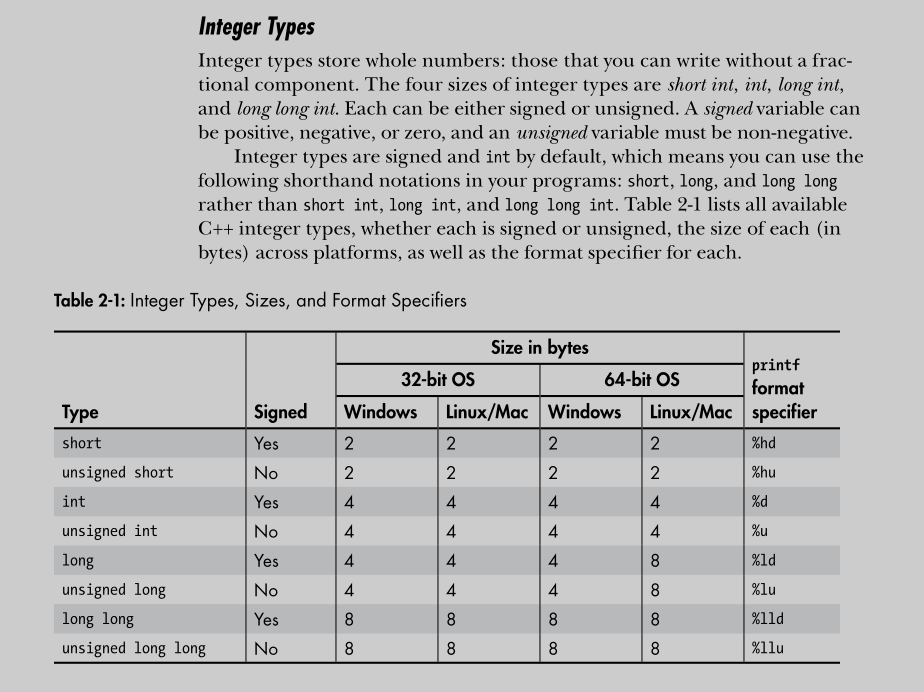 Integer Types
Integer types store whole numbers: those that you can write without a frac-
tional component. The four sizes of integer types are short int, int, long int,
and long long int. Each can be either signed or unsigned. A signed variable can
be positive, negative, or zero, and an unsigned variable must be non-negative.
Integer types are signed and int by default, which means you can use the
following shorthand notations in your programs: short, long, and long long
rather than short int, long int, and long long int. Table 2-1 lists all available
C++ integer types, whether each is signed or unsigned, the size of each (in
bytes) across platforms, as well as the format specifier for each.
Table 2-1: Integer Types, Sizes, and Format Specifiers
Size in bytes
32-bit OS 64-bit OS printf format specifier
Type Signed Windows Linux/Mac Windows Linux/Mac
short Yes 2 2 2 2 %hd
unsigned short No 2 2 2 2 %hu
int Yes 4 4 4 4 %d
unsigned int No 4 4 4 4 %u
long Yes 4 4 4 8 %ld
unsigned long No 4 4 4 8 %lu
long long Yes 8 8 8 8 %lld
unsigned long long No 8 8 8 8 %llu